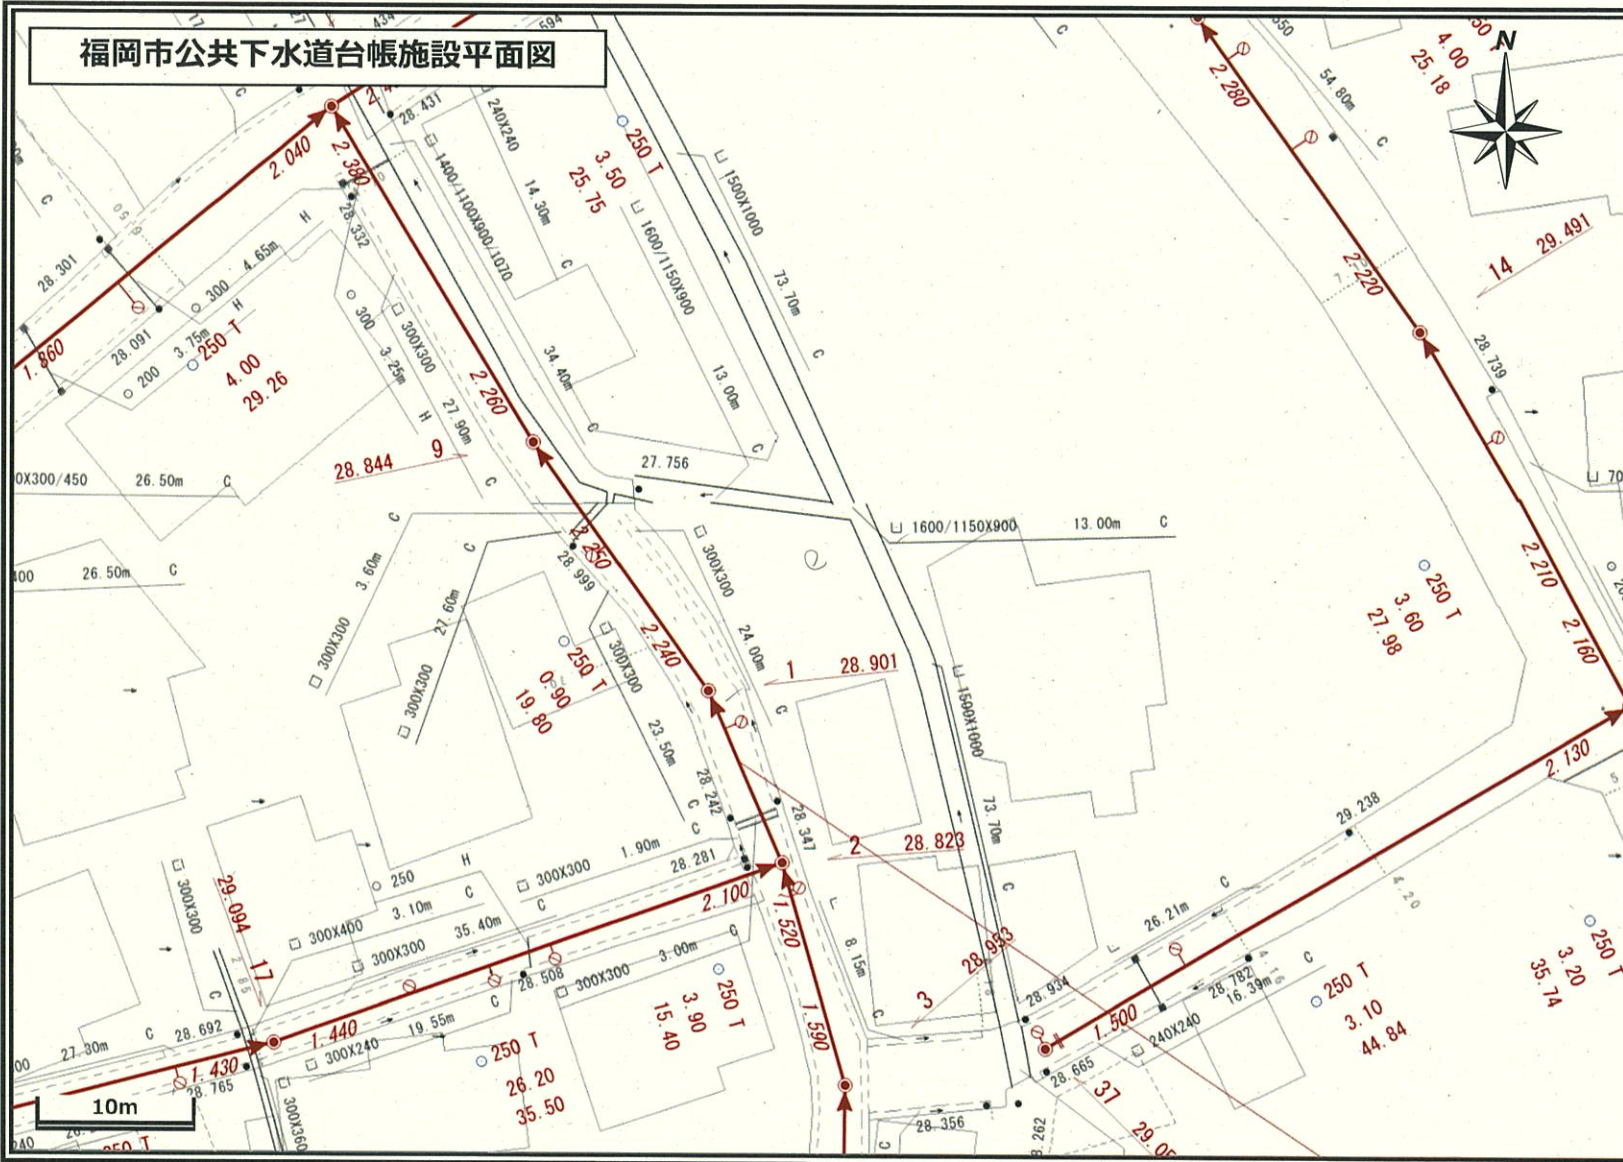 福岡市公共下水道台帳施設平面図
N
10m
2.040
2.380
28.431
240X240
14.30m
C
1400/1100X900/1070
250 T
3.50
25.75
1600/1150X900
1500X1000
73.70m
C
2.280
54.80m
C
4.00
25.18
28.301
300
4.65m
H
28.332
28.091
3.75m
H
200
1.860
250 T
4.00
29.26
300
3.25m
H
300X300
27.90m
C
2.260
34.40m
C
13.00m
C
2.220
14
29.491
28.739
28.844
9
0X300/450
26.50m
C
27.756
1600/1150X900
13.00m
C
400
26.50m
C
3.60m
C
300X300
27.60m
C
300X300
2.250
28.999
300X300
24.00m
C
2.240
250 T
0.90
19.80
300X300
23.50m
C
1
28.901
1500X1000
73.70m
C
250 T
3.60
27.98
2.210
2.160
2.130
28.242
28.347
2
28.823
29.238
4.20
300X300
1.90m
C
28.281
250
H
300X400
3.10m
C
300X300
35.40m
C
2.100
1.520
300X300
C
29.094
17
2.85
28.508
300X300
3.00m
C
250 T
3.90
15.40
8.15m
C
28.953
3
26.21m
C
28.934
28.782
16.39m
C
1.500
240X240
250 T
3.10
44.84
250 T
3.20
35.74
28.692
27.30m
C
1.440
19.55m
C
300X240
1.430
28.765
300X360
250 T
26.20
35.50
1.590
28.665
37
28.356
C
250 T